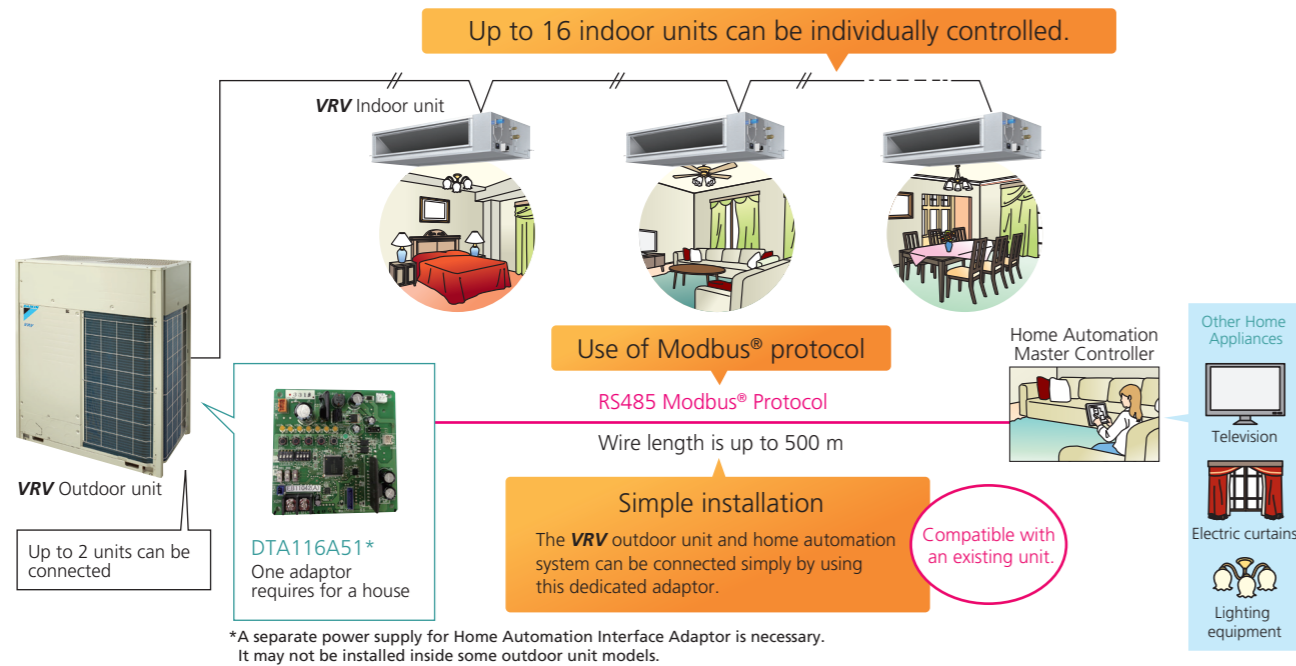 Up to 16 indoor units can be individually controlled.
VRV Indoor unit
Use of Modbus® protocol
RS485 Modbus® Protocol
Wire length is up to 500 m
Home Automation
Master Controller
Other Home
Appliances
Television
Electric curtains
Lighting
equipment
VRV Outdoor unit
Up to 2 units can be
connected
DTA116A51*
One adaptor
requires for a house
Simple installation
The VRV outdoor unit and home automation
system can be connected simply by using
this dedicated adaptor.
Compatible with
an existing unit.
*A separate power supply for Home Automation Interface Adaptor is necessary.
It may not be installed inside some outdoor unit models.